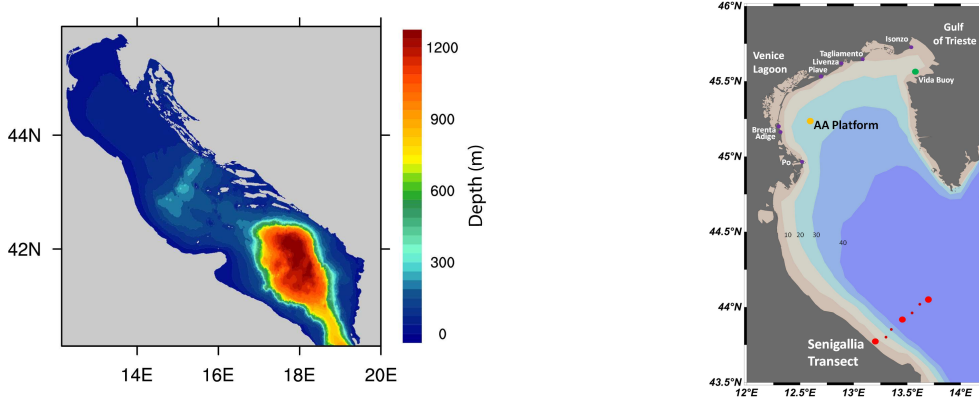 44N
42N
14E 16E 18E 20E
1200
900
600
300
0
Depth (m)
46°N
45.5°N
45°N
44.5°N
44°N
43.5°N
12°E 12.5°E 13°E 13.5°E 14°E
Isonzo
Gulf
of Trieste
Tagliamento
Livenza
Piave
Venice
Lagoon
Vida Buoy
AA Platform
Brenta
Adige
Po
10 20 30
40
Senigallia
Transect